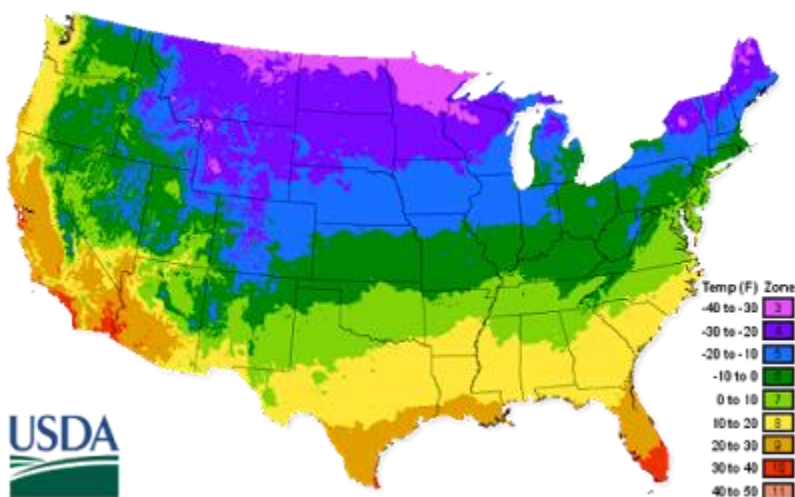 Temp (F) Zone
-40 to -30 3
-30 to -20 4
-20 to -10 5
-10 to 0 6
0 to 10 7
10 to 20 8
20 to 30 9
30 to 40 10
40 to 50 11
USDA